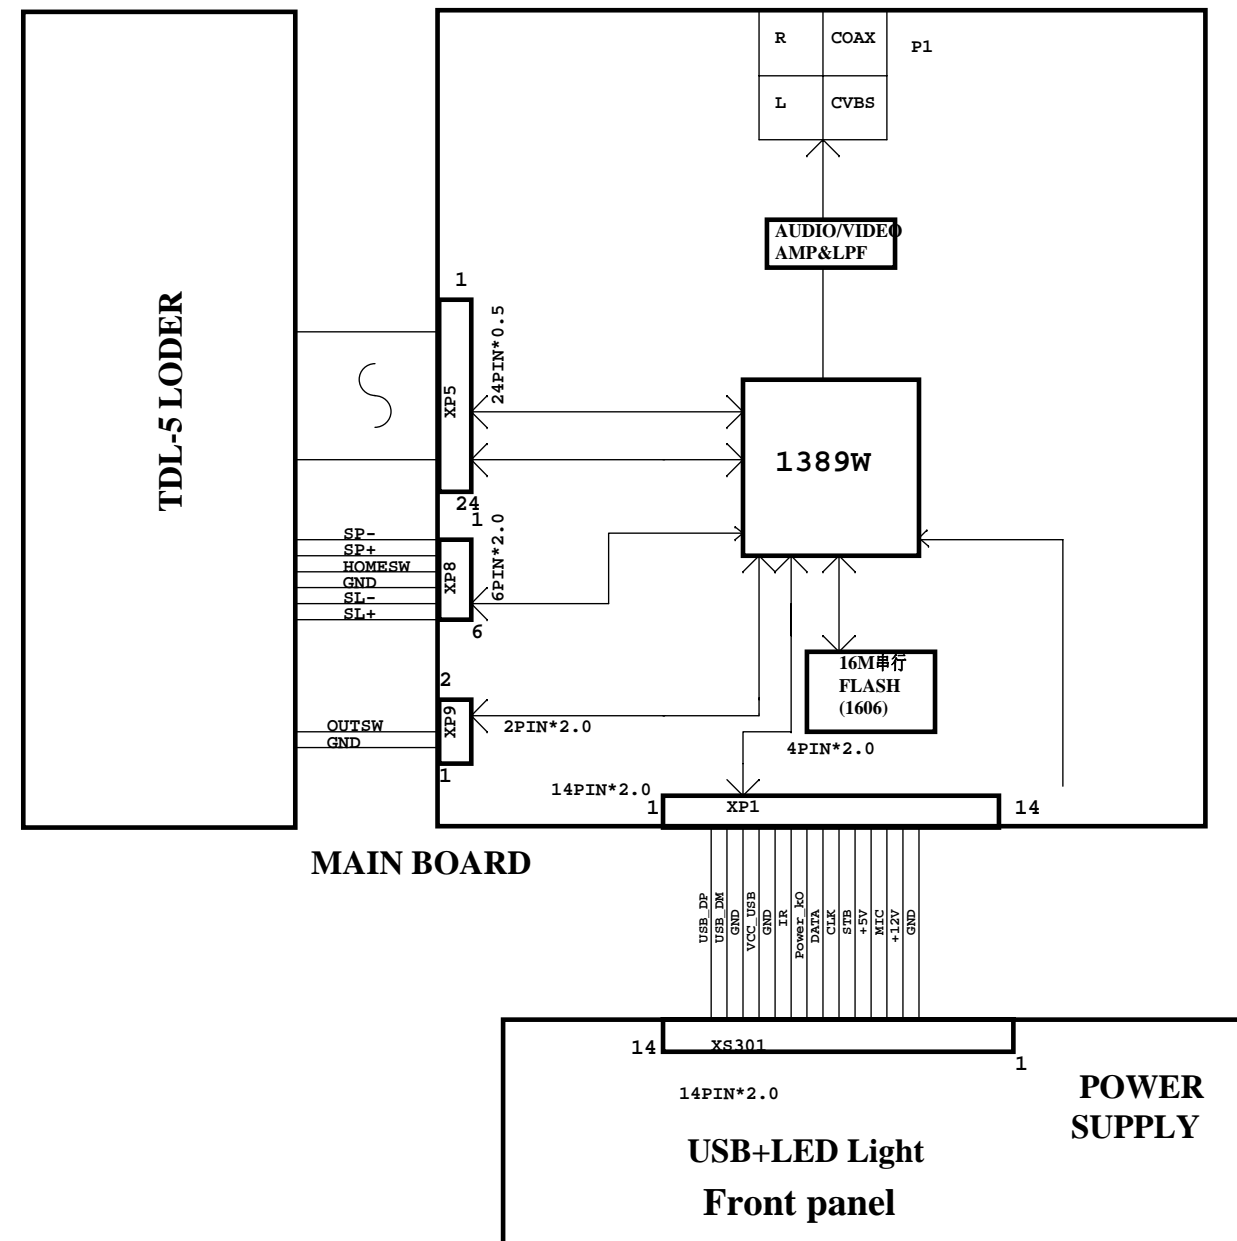 R
COAX
P1
L
CVBS
AUDIO/VIDEO
AMP&LPF
1
24PIN*0.5
XP5
24
TDL-5 LODER
1389W
1
6PIN*2.0
XP8
6
SP-
SP+
HOMESW
GND
SL-
SL+
2
XP9
1
OUTSW
GND
2PIN*2.0
16M串行
FLASH
(1606)
4PIN*2.0
14PIN*2.0
1
XP1
14
MAIN BOARD
USB_DP
USB_DM
GND
VCC_USB
GND
IR
Power_kO
DATA
CLK
STB
+5V
MIC
+12V
GND
14
XS301
1
14PIN*2.0
POWER
SUPPLY
USB+LED Light
Front panel